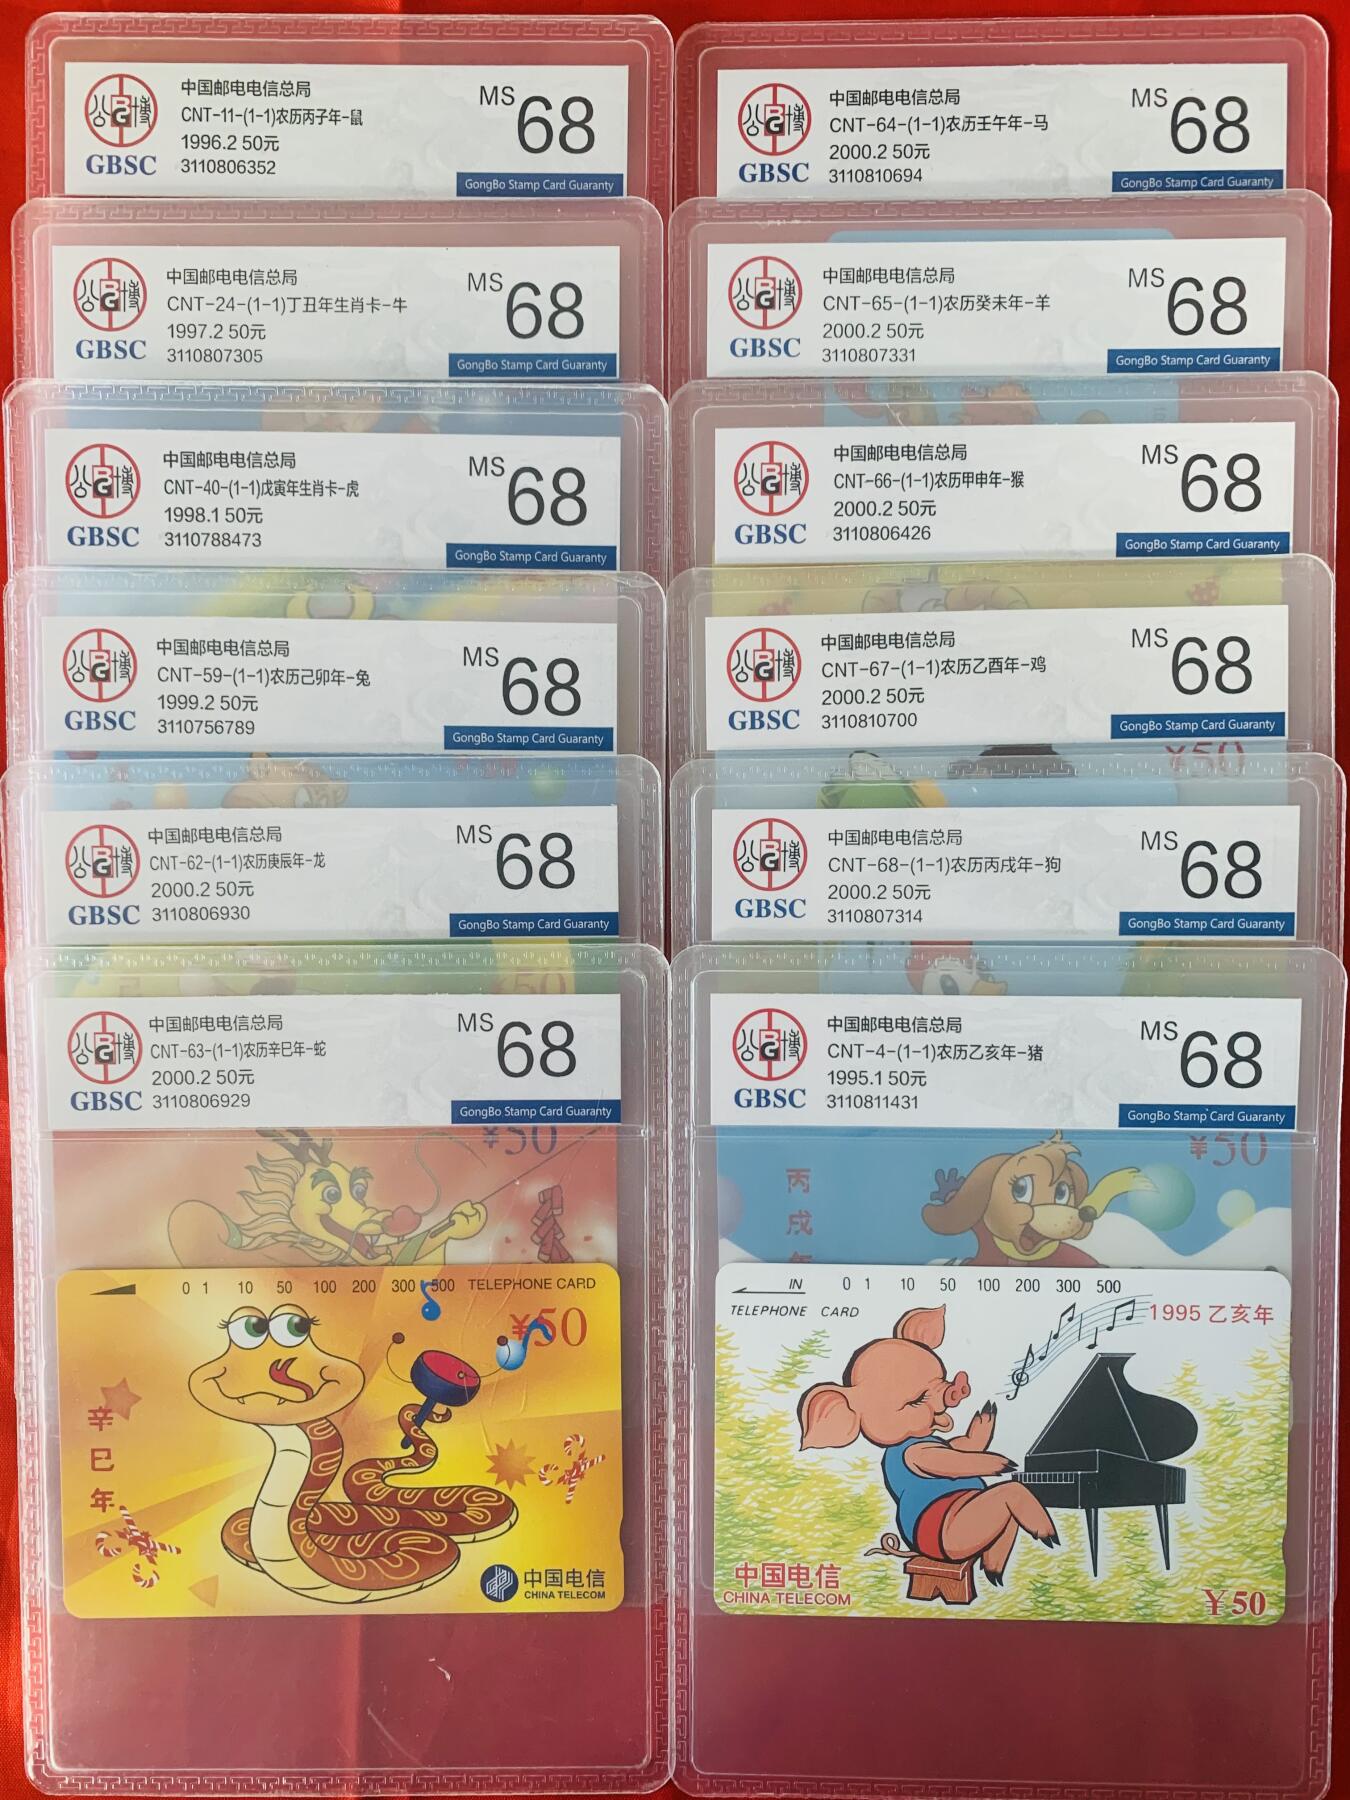 中国邮电电信总局
CNT-11-(1-1)农历丙子年-鼠
1996.2 50元
3110806352
GBSC
MS 68
GongBo Stamp Card Guaranty
中国邮电电信总局
CNT-24-(1-1)丁丑年生肖卡-牛
1997.2 50元
3110807305
GBSC
MS 68
GongBo Stamp Card Guaranty
中国邮电电信总局
CNT-40-(1-1)戊寅年生肖卡-虎
1998.1 50元
3110788473
GBSC
MS 68
GongBo Stamp Card Guaranty
中国邮电电信总局
CNT-59-(1-1)农历己卯年-兔
1999.2 50元
3110756789
GBSC
MS 68
GongBo Stamp Card Guaranty
中国邮电电信总局
CNT-62-(1-1)农历庚辰年-龙
2000.2 50元
3110806930
GBSC
MS 68
GongBo Stamp Card Guaranty
¥50
中国邮电电信总局
CNT-63-(1-1)农历辛巳年-蛇
2000.2 50元
3110806929
GBSC
MS 68
GongBo Stamp Card Guaranty
¥50
0 1 10 50 100 200 300 500 TELEPHONE CARD
¥50
辛巳年
中国电信
CHINA TELECOM
中国邮电电信总局
CNT-64-(1-1)农历壬午年-马
2000.2 50元
3110810694
GBSC
MS 68
GongBo Stamp Card Guaranty
中国邮电电信总局
CNT-65-(1-1)农历癸未年-羊
2000.2 50元
3110807331
GBSC
MS 68
GongBo Stamp Card Guaranty
中国邮电电信总局
CNT-66-(1-1)农历甲申年-猴
2000.2 50元
3110806426
GBSC
MS 68
GongBo Stamp Card Guaranty
中国邮电电信总局
CNT-67-(1-1)农历乙酉年-鸡
2000.2 50元
3110810700
GBSC
MS 68
GongBo Stamp Card Guaranty
¥50
中国邮电电信总局
CNT-68-(1-1)农历丙戌年-狗
2000.2 50元
3110807314
GBSC
MS 68
GongBo Stamp Card Guaranty
中国邮电电信总局
CNT-4-(1-1)农历乙亥年-猪
1995.1 50元
3110811431
GBSC
MS 68
GongBo Stamp Card Guaranty
¥50
丙戌年
IN 0 1 10 50 100 200 300 500
TELEPHONE CARD
1995 乙亥年
中国电信
CHINA TELECOM
¥50